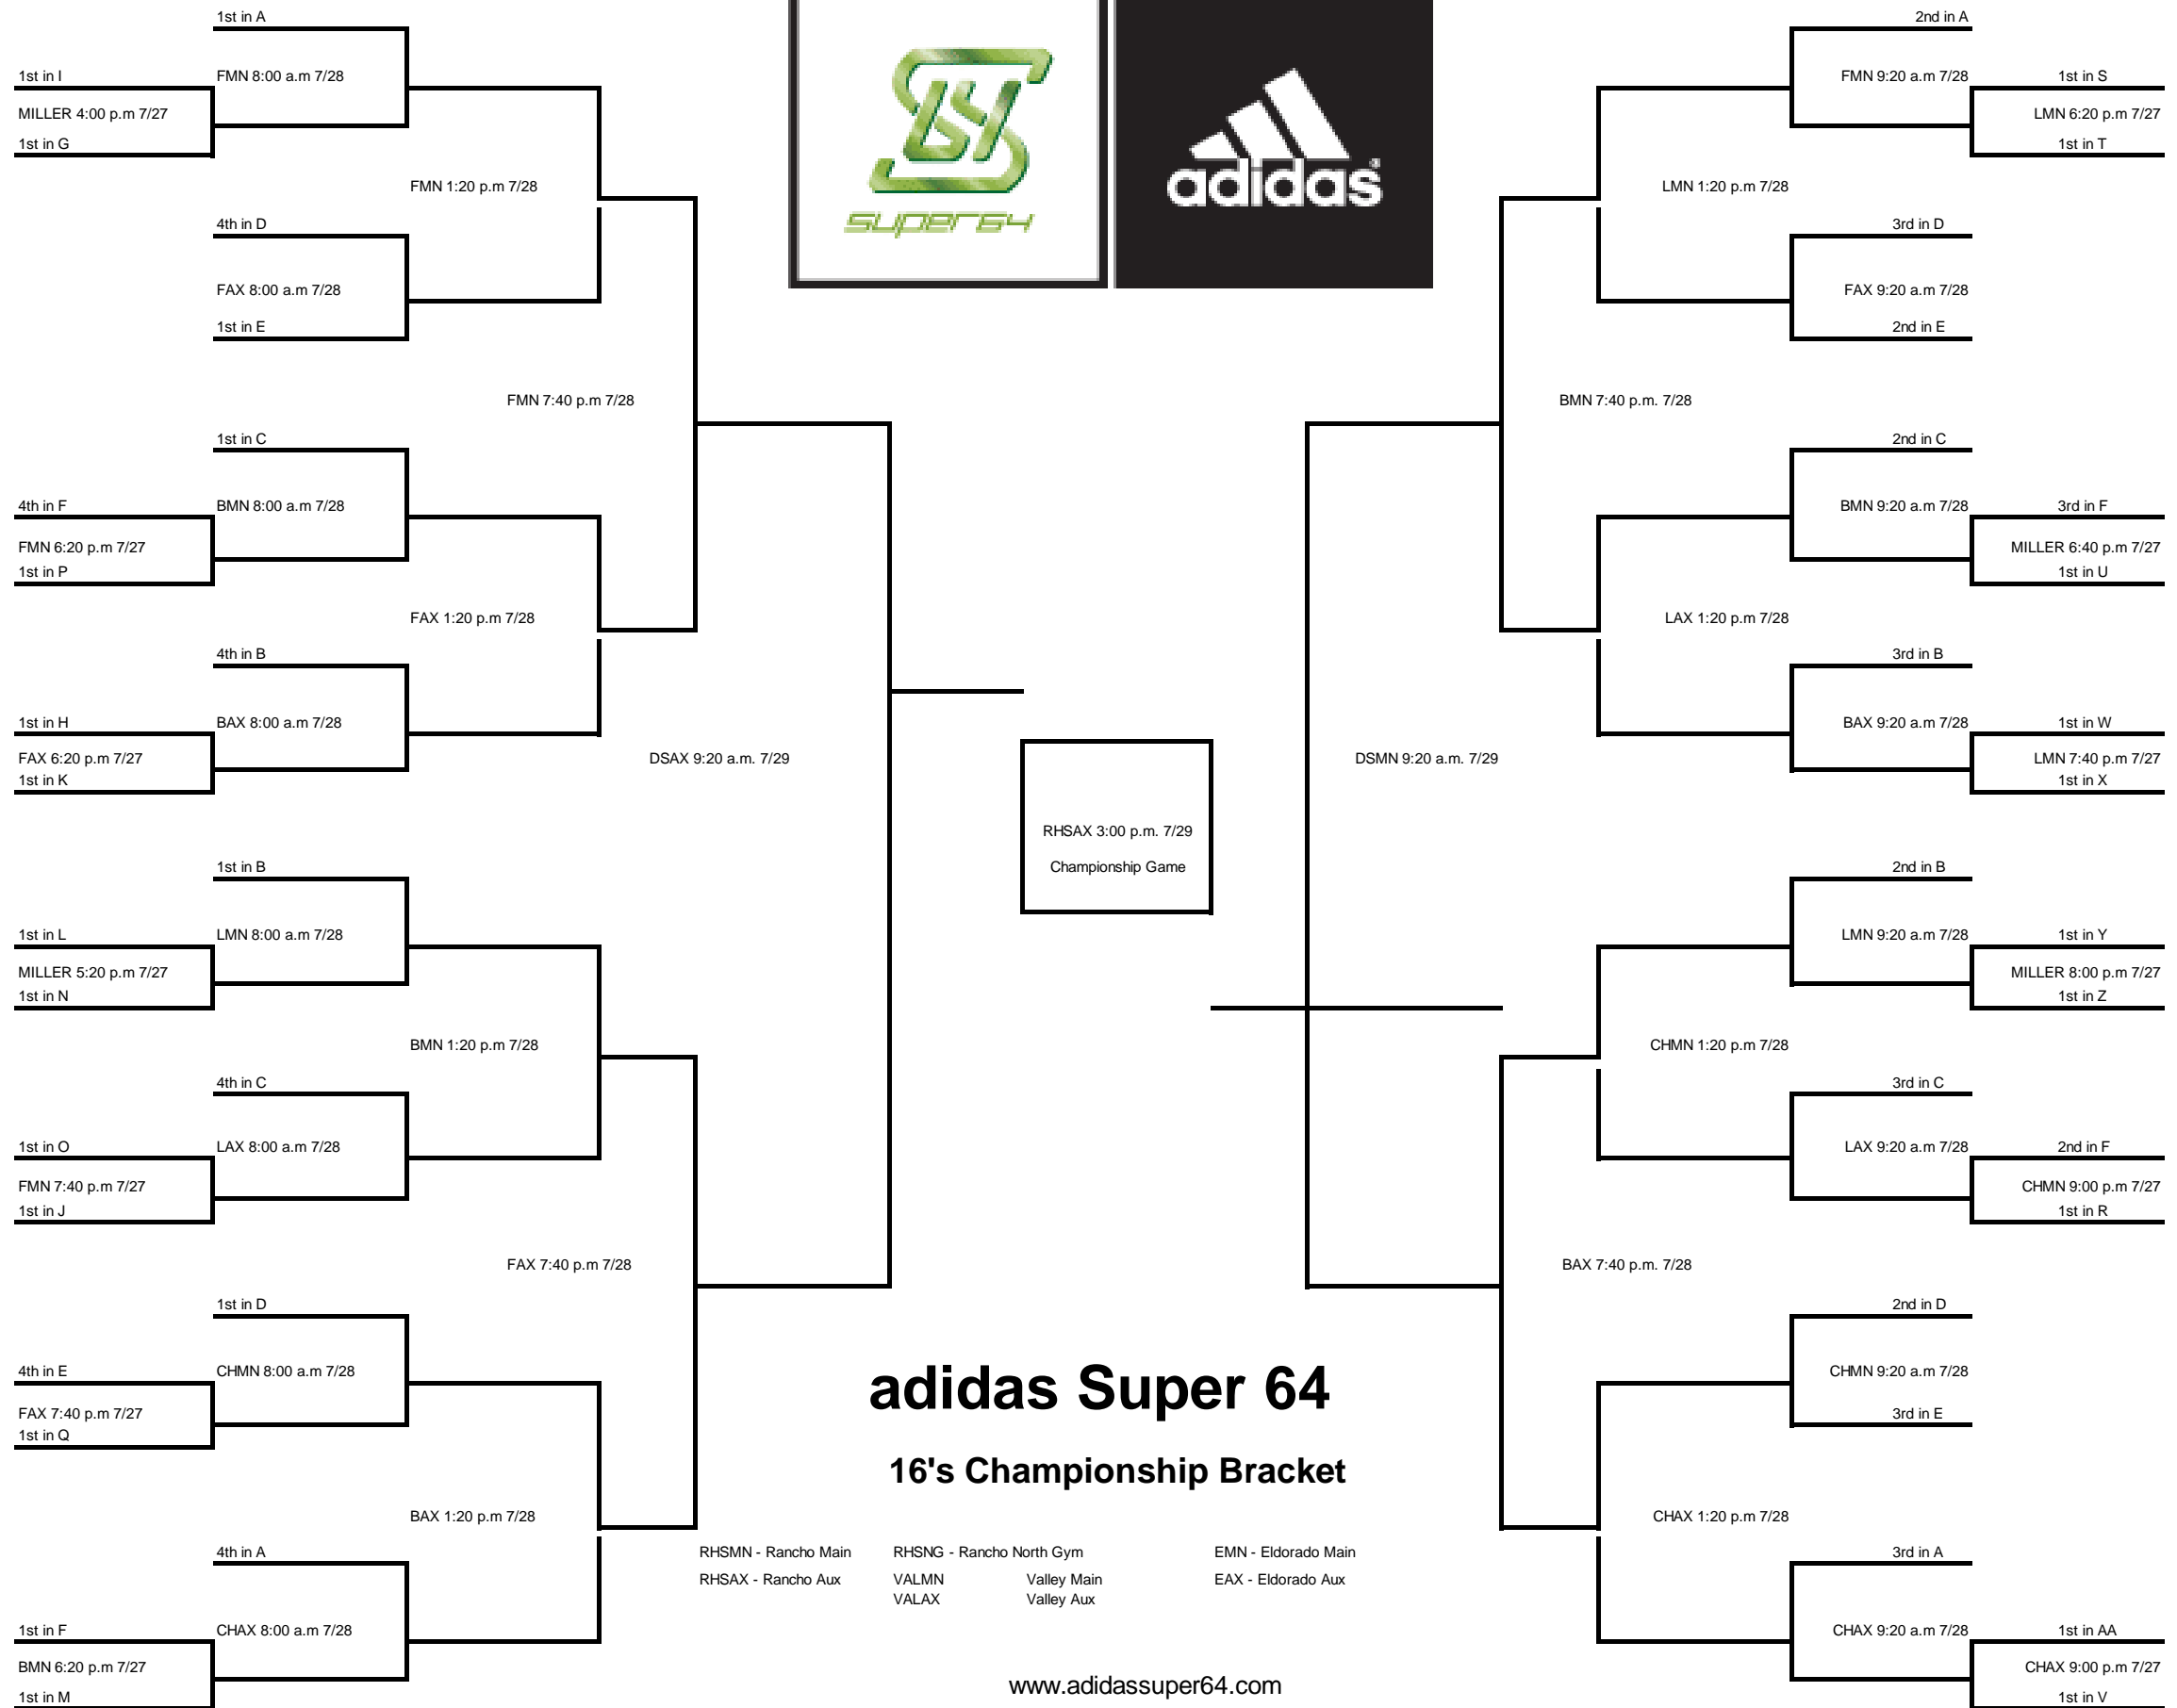 1st in A
2nd in A
1st in I
FMN 8:00 a.m 7/28
FMN 9:20 a.m 7/28
1st in S
MILLER 4:00 p.m 7/27
LMN 6:20 p.m 7/27
1st in G
1st in T
adidas
FMN 1:20 p.m 7/28
LMN 1:20 p.m 7/28
S64
super64
4th in D
3rd in D
FAX 8:00 a.m 7/28
FAX 9:20 a.m 7/28
1st in E
2nd in E
FMN 7:40 p.m 7/28
BMN 7:40 p.m. 7/28
1st in C
2nd in C
4th in F
BMN 8:00 a.m 7/28
BMN 9:20 a.m 7/28
3rd in F
FMN 6:20 p.m 7/27
MILLER 6:40 p.m 7/27
1st in P
1st in U
FAX 1:20 p.m 7/28
LAX 1:20 p.m 7/28
4th in B
3rd in B
1st in H
BAX 8:00 a.m 7/28
BAX 9:20 a.m 7/28
1st in W
FAX 6:20 p.m 7/27
DSAX 9:20 a.m. 7/29
DSMN 9:20 a.m. 7/29
LMN 7:40 p.m 7/27
1st in K
1st in X
RHSAX 3:00 p.m. 7/29
Championship Game
1st in B
2nd in B
1st in L
LMN 8:00 a.m 7/28
LMN 9:20 a.m 7/28
1st in Y
MILLER 5:20 p.m 7/27
MILLER 8:00 p.m 7/27
1st in N
1st in Z
BMN 1:20 p.m 7/28
CHMN 1:20 p.m 7/28
4th in C
3rd in C
1st in O
LAX 8:00 a.m 7/28
LAX 9:20 a.m 7/28
2nd in F
FMN 7:40 p.m 7/27
CHMN 9:00 p.m 7/27
1st in J
1st in R
FAX 7:40 p.m 7/28
BAX 7:40 p.m. 7/28
1st in D
2nd in D
4th in E
CHMN 8:00 a.m 7/28
CHMN 9:20 a.m 7/28
FAX 7:40 p.m 7/27
3rd in E
1st in Q
adidas Super 64
16's Championship Bracket
BAX 1:20 p.m 7/28
CHAX 1:20 p.m 7/28
4th in A
RHSMN - Rancho Main
RHSNG - Rancho North Gym
EMN - Eldorado Main
3rd in A
RHSAX - Rancho Aux
VALMN Valley Main
EAX - Eldorado Aux
VALAX Valley Aux
1st in F
CHAX 8:00 a.m 7/28
CHAX 9:20 a.m 7/28
1st in AA
BMN 6:20 p.m 7/27
CHAX 9:00 p.m 7/27
www.adidassuper64.com
1st in M
1st in V